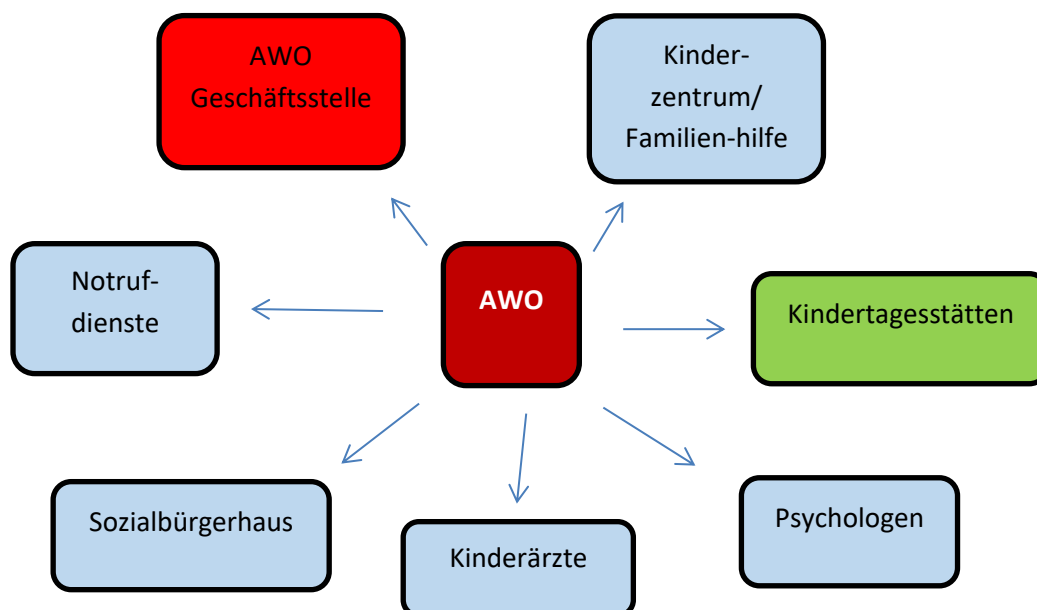 AWO
Geschäftsstelle
Kinder-
zentrum/
Familien-hilfe
Notruf-
dienste
AWO
Kindertagesstätten
Sozialbürgerhaus
Kinderärzte
Psychologen